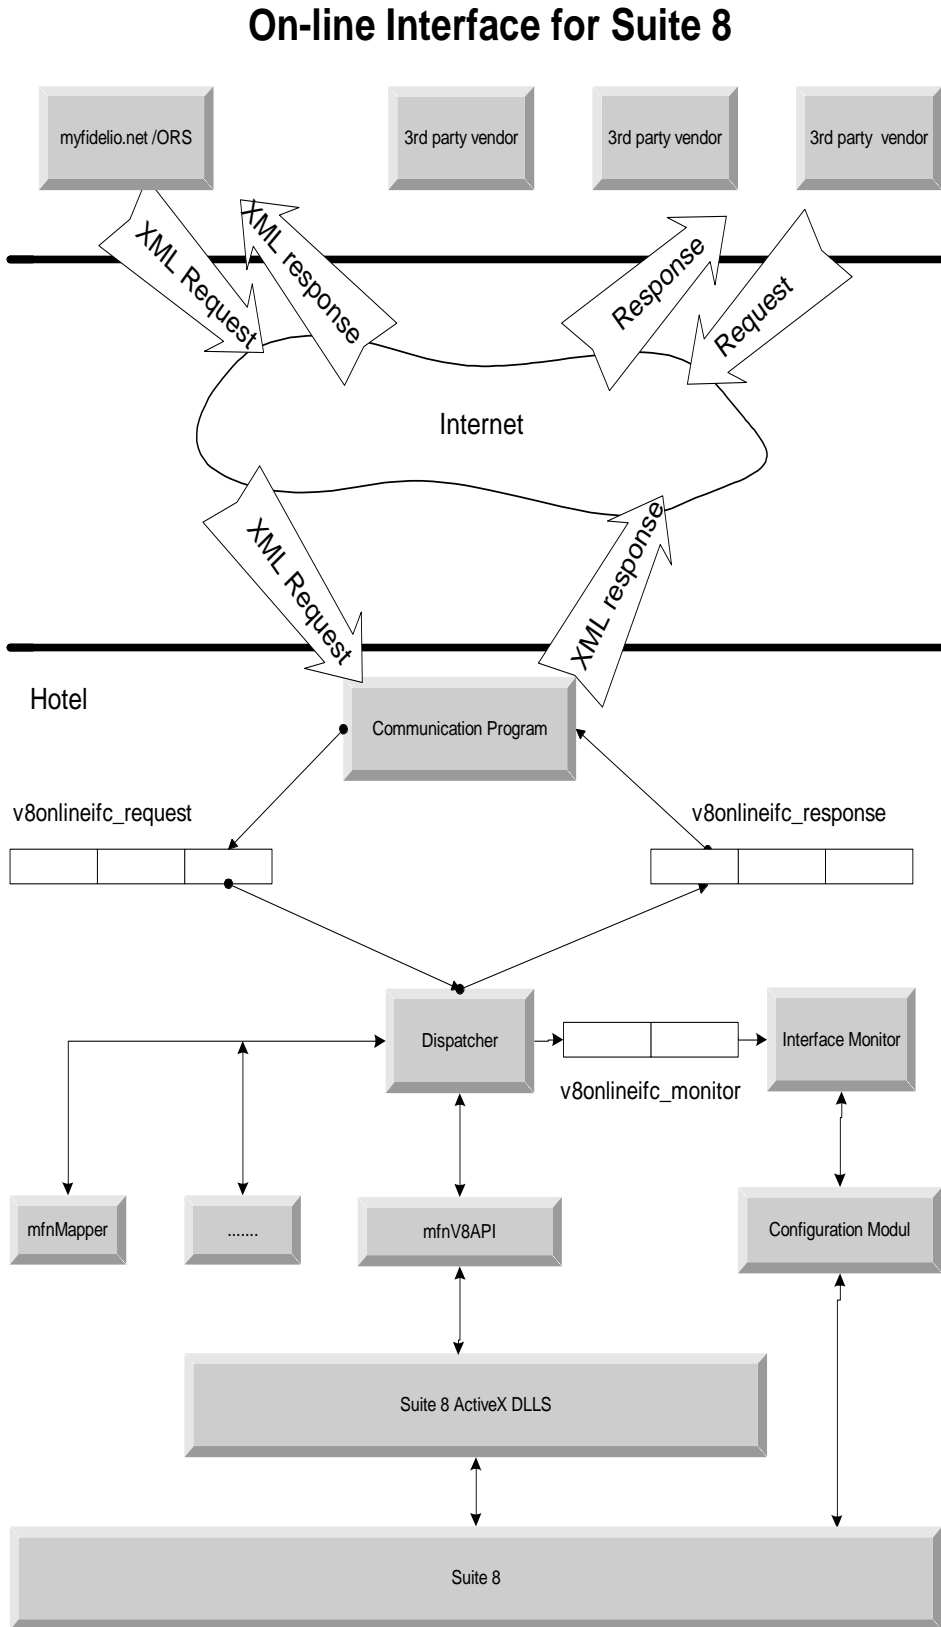 On-line Interface for Suite 8
myfidelio.net /ORS
3rd party vendor
3rd party vendor
3rd party vendor
XML Request
XML response
Response
Request
Internet
XML Request
XML response
Hotel
Communication Program
v8onlineifc_request
v8onlineifc_response
Dispatcher
Interface Monitor
v8onlineifc_monitor
mfnMapper
.......
mfnV8API
Configuration Modul
Suite 8 ActiveX DLLS
Suite 8